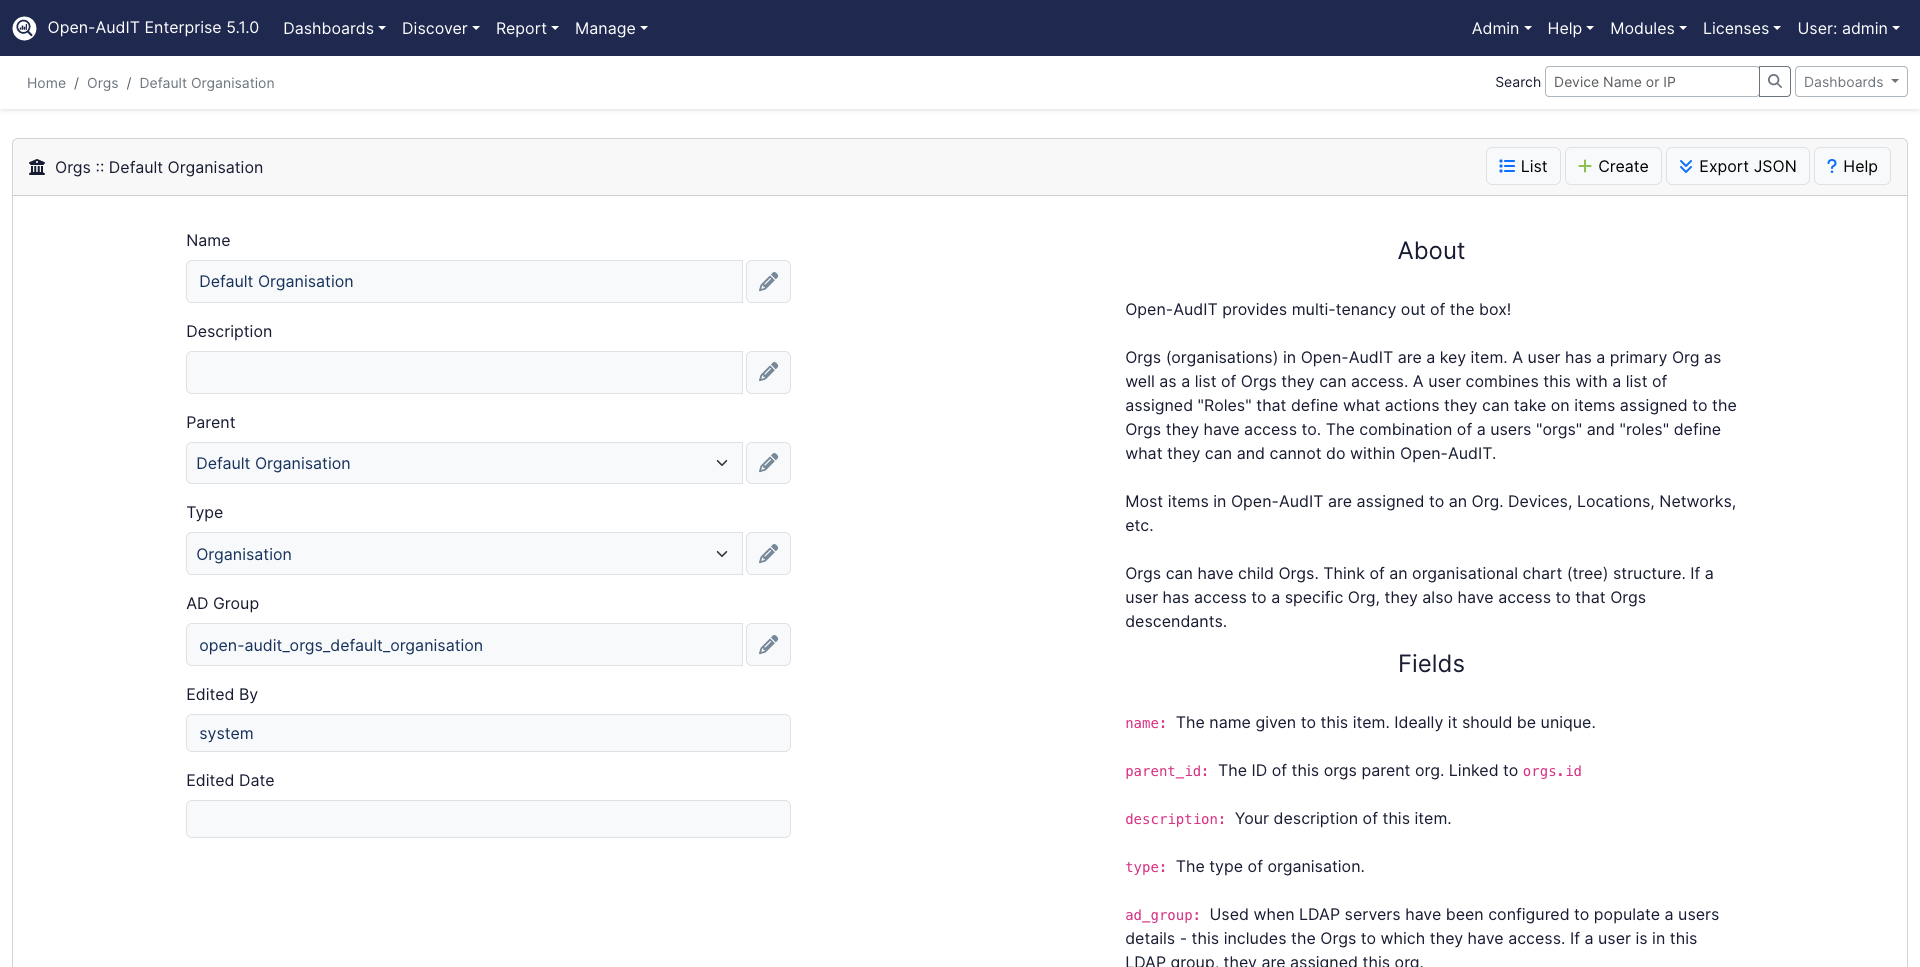 Open-AudIT Enterprise 5.1.0 Dashboards Discover Report Manage Admin Help Modules Licenses User: admin
Home / Orgs / Default Organisation Search Device Name or IP Dashboards
Orgs :: Default Organisation List Create Export JSON ? Help
Name
Default Organisation
Description
Parent
Default Organisation
Type
Organisation
AD Group
open-audit_orgs_default_organisation
Edited By
system
Edited Date
About
Open-AudIT provides multi-tenancy out of the box!
Orgs (organisations) in Open-AudIT are a key item. A user has a primary Org as
well as a list of Orgs they can access. A user combines this with a list of
assigned "Roles" that define what actions they can take on items assigned to the
Orgs they have access to. The combination of a users "orgs" and "roles" define
what they can and cannot do within Open-AudIT.
Most items in Open-AudIT are assigned to an Org. Devices, Locations, Networks,
etc.
Orgs can have child Orgs. Think of an organisational chart (tree) structure. If a
user has access to a specific Org, they also have access to that Orgs
descendants.
Fields
name: The name given to this item. Ideally it should be unique.
parent_id: The ID of this orgs parent org. Linked to orgs.id
description: Your description of this item.
type: The type of organisation.
ad_group: Used when LDAP servers have been configured to populate a users
details - this includes the Orgs to which they have access. If a user is in this
LDAP group, they are assigned this org.